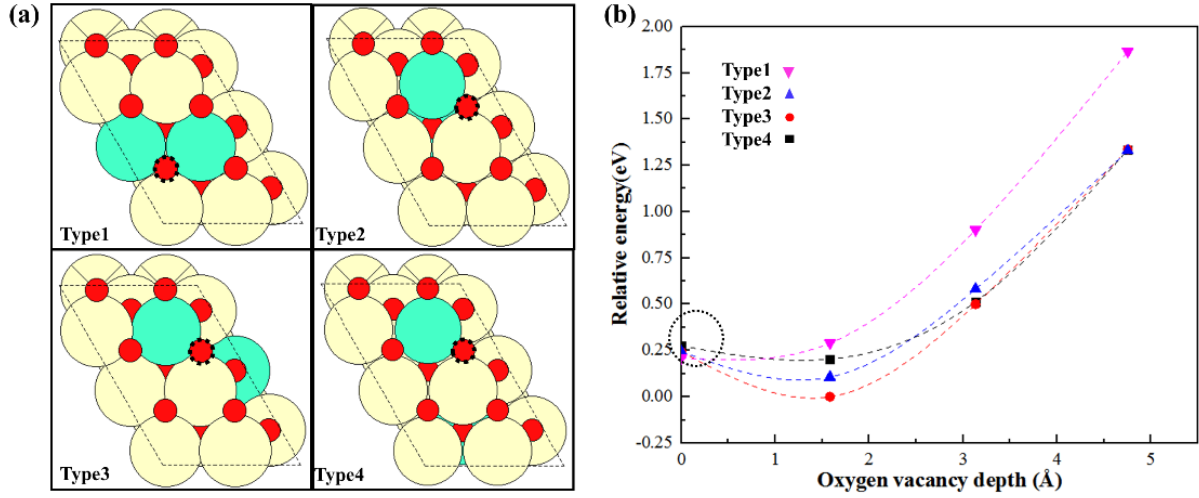 (a)
Type1
Type2
Type3
Type4
(b)
Relative energy(eV)
2.00
1.75
1.50
1.25
1.00
0.75
0.50
0.25
0.00
-0.25
Type1
Type2
Type3
Type4
0 1 2 3 4 5
Oxygen vacancy depth (Å)